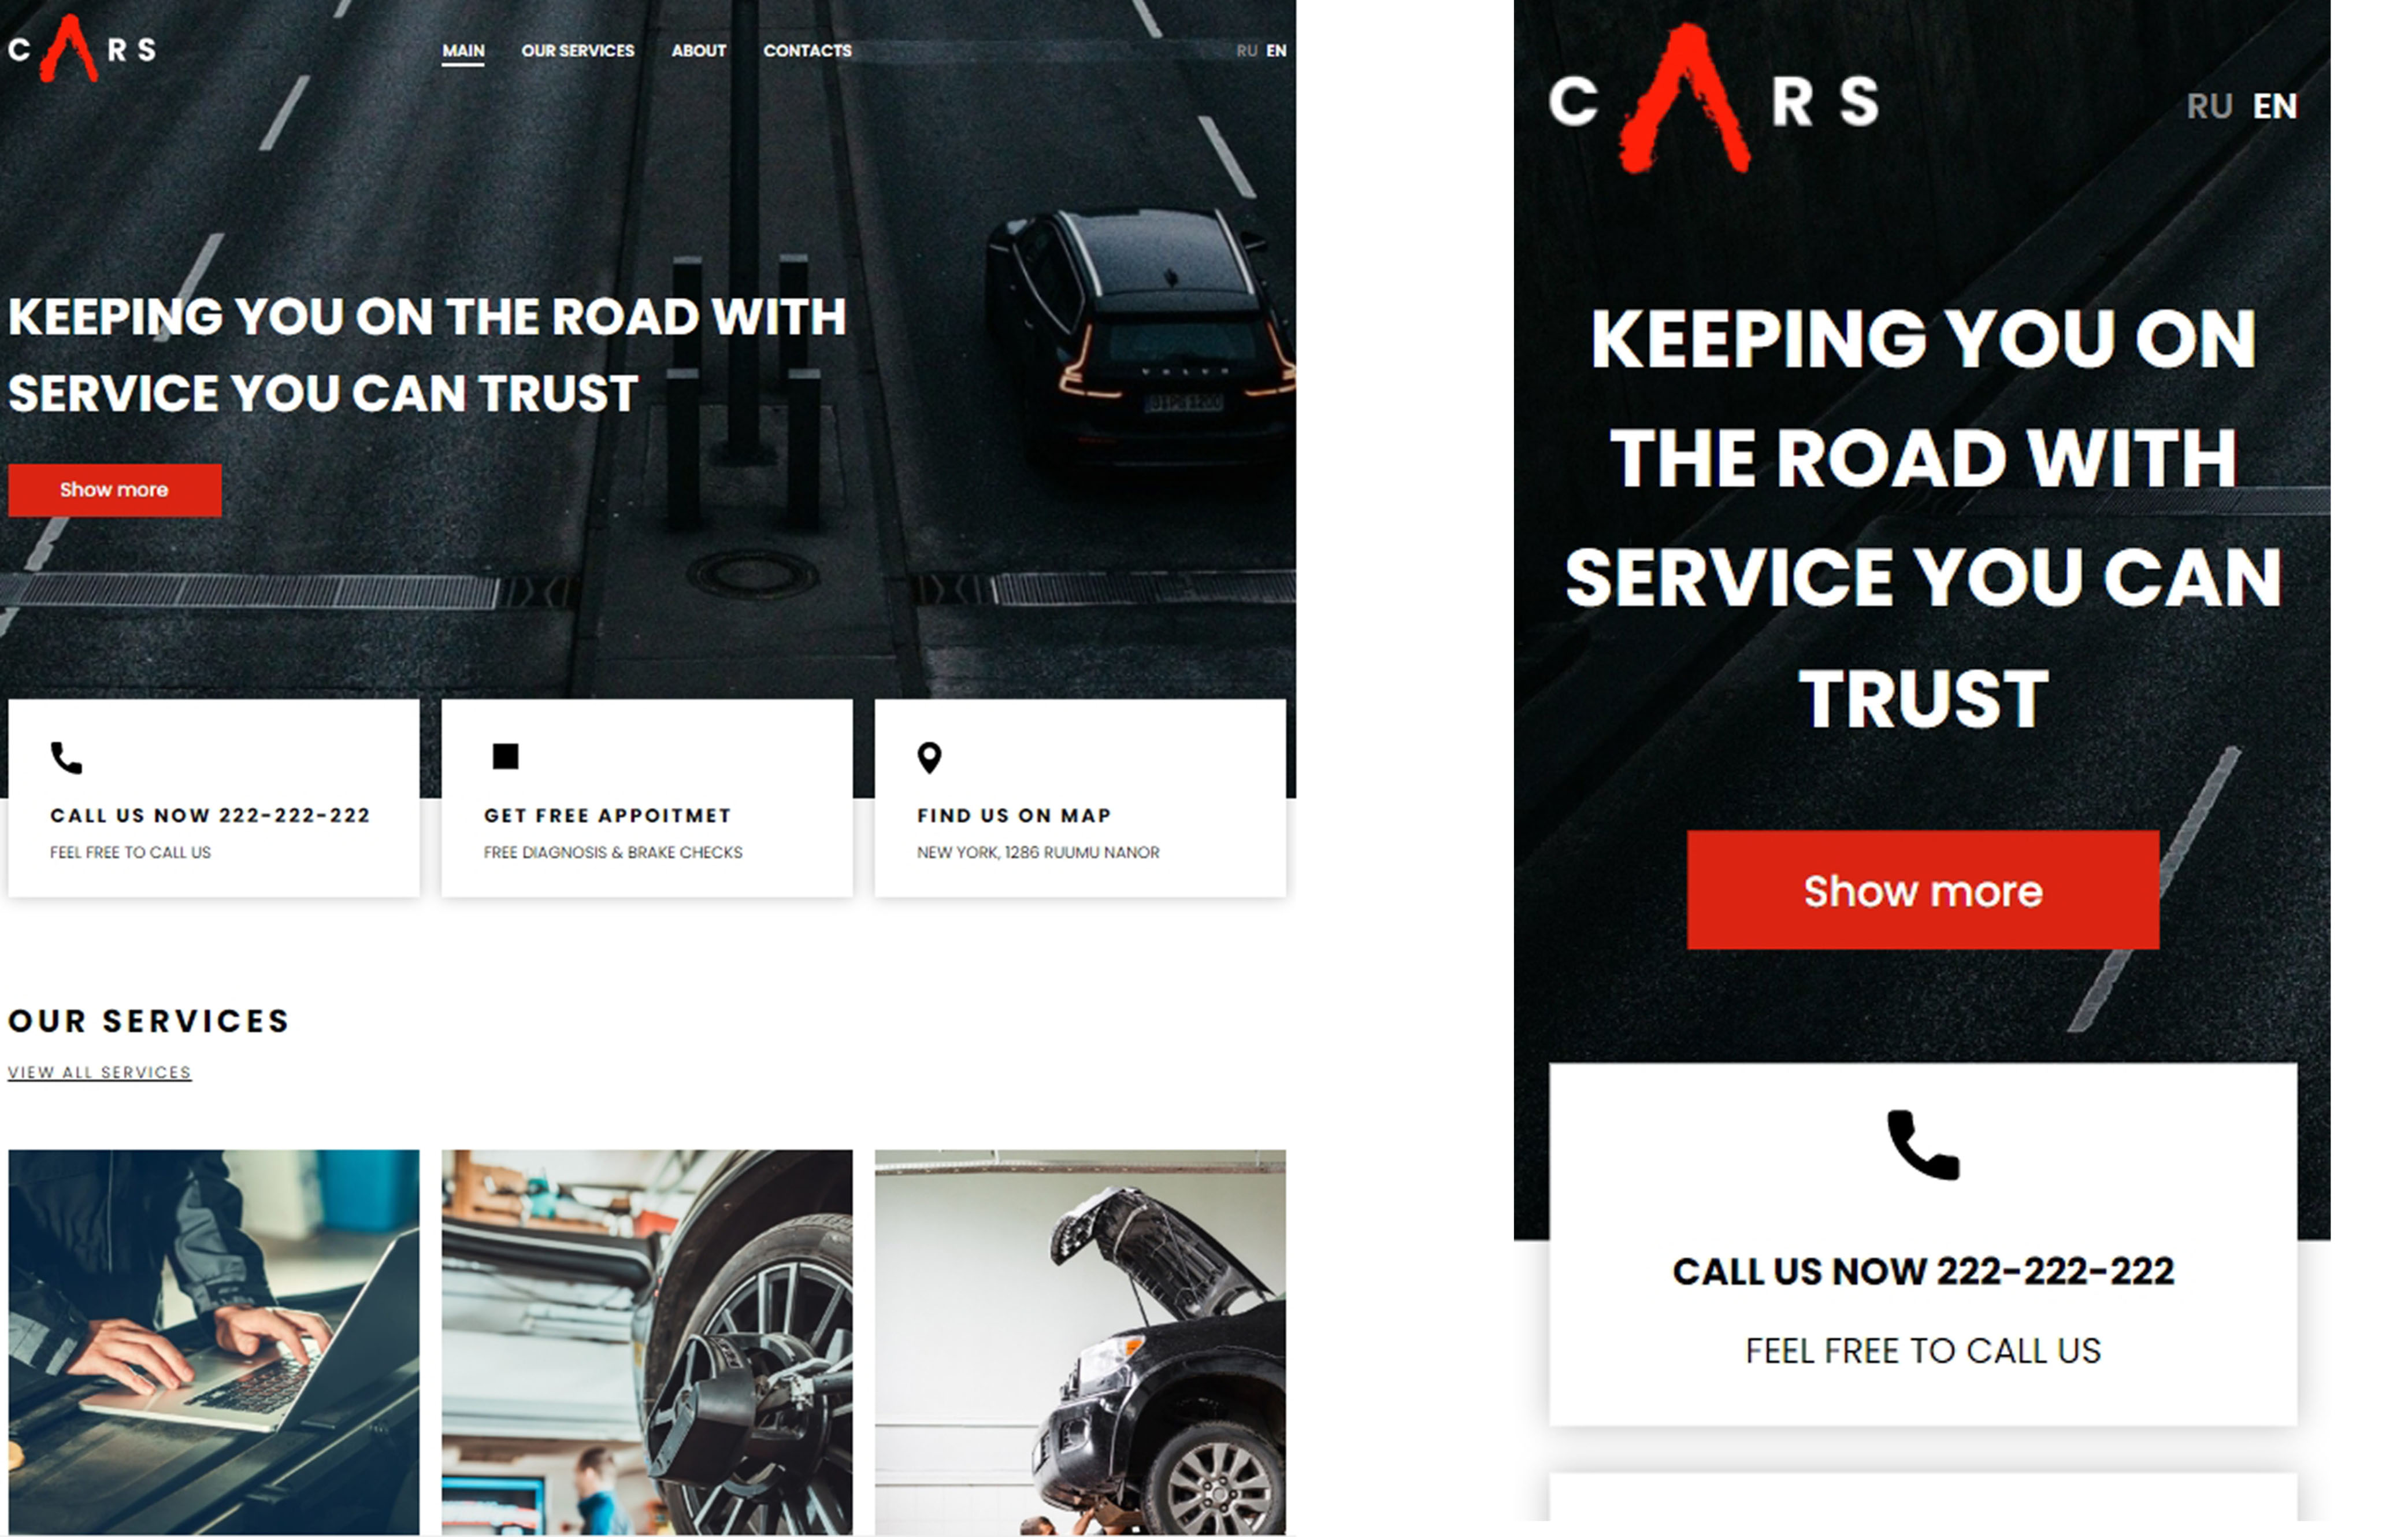 CARS
MAIN OUR SERVICES ABOUT CONTACTS
RU EN
KEEPING YOU ON THE ROAD WITH
SERVICE YOU CAN TRUST
Show more
VOLVO
CALL US NOW 222-222-222
FEEL FREE TO CALL US
GET FREE APPOITMET
FREE DIAGNOSIS & BRAKE CHECKS
FIND US ON MAP
NEW YORK, 1286 RUUMU NANOR
OUR SERVICES
VIEW ALL SERVICES
CARS
RU EN
KEEPING YOU ON
THE ROAD WITH
SERVICE YOU CAN
TRUST
Show more
CALL US NOW 222-222-222
FEEL FREE TO CALL US